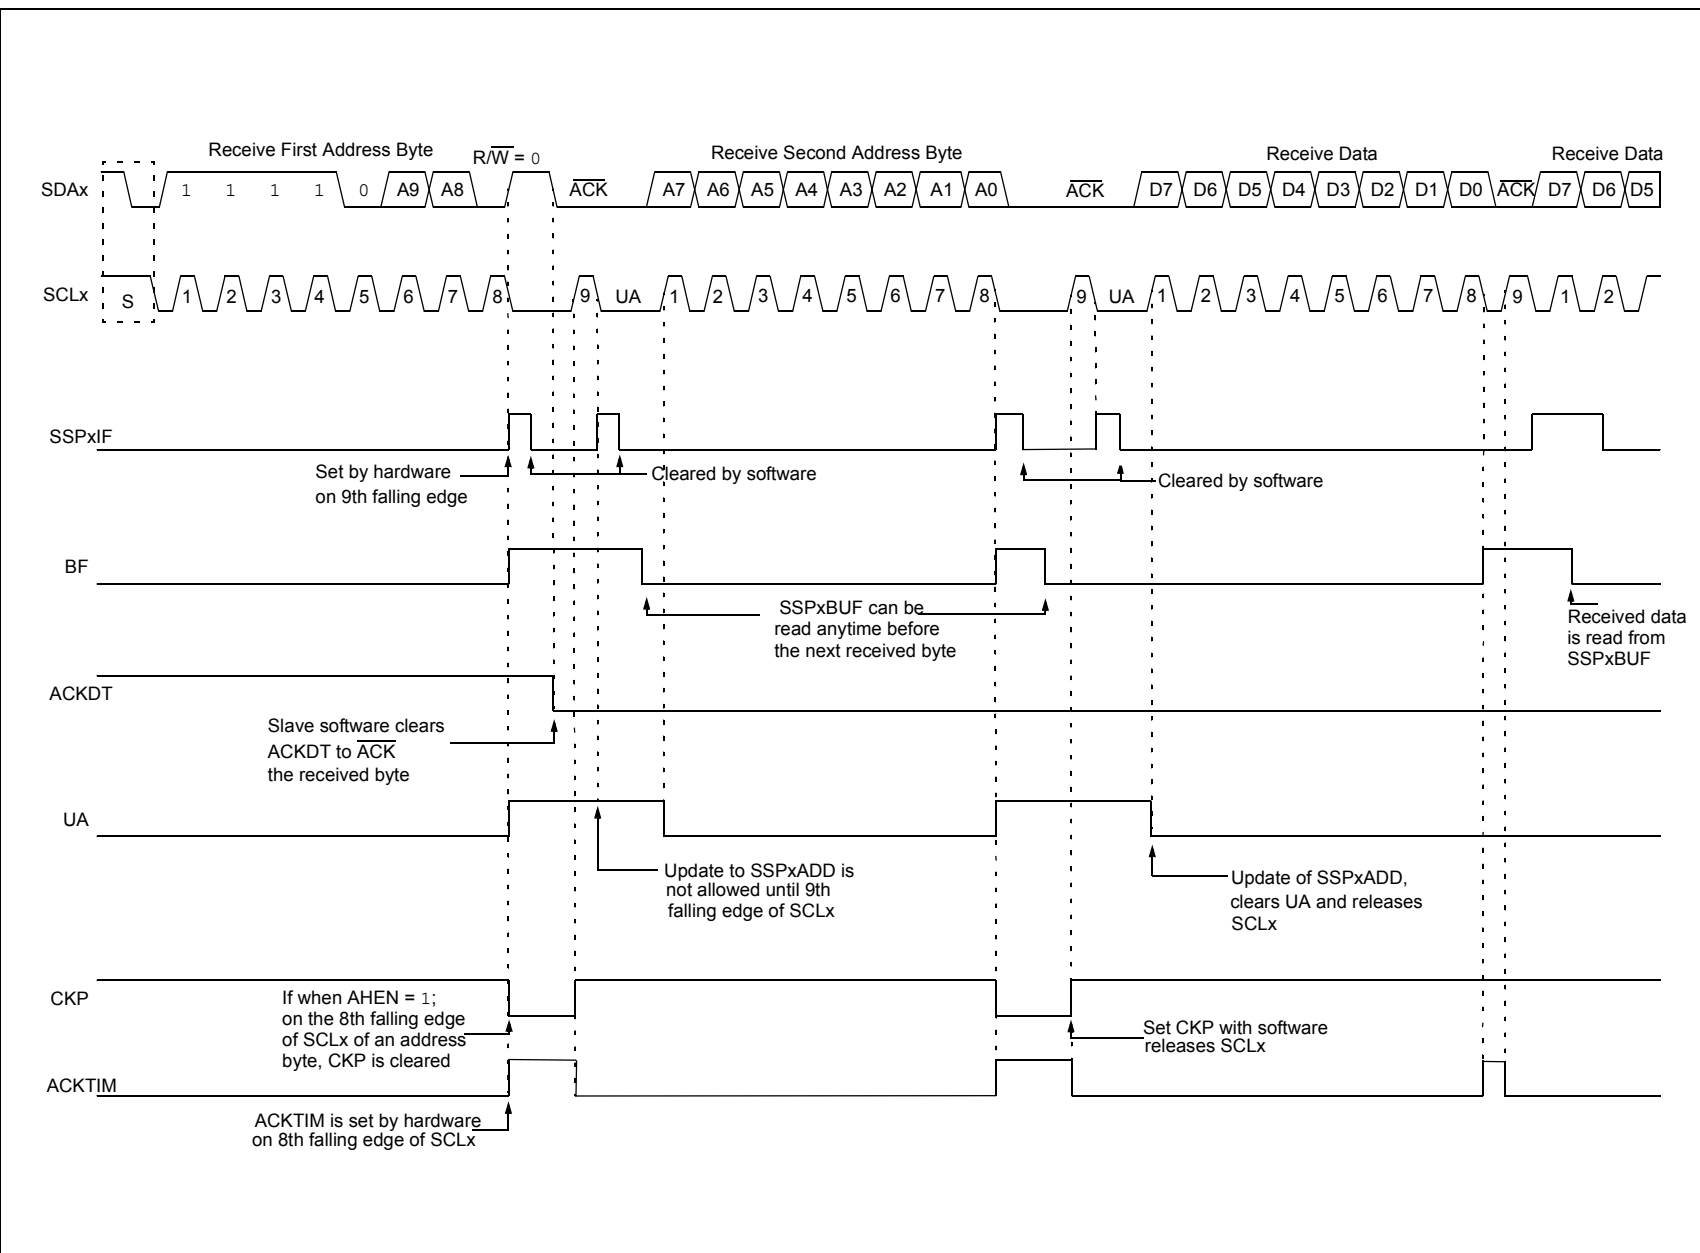 Receive First Address Byte
R/W = 0
Receive Second Address Byte
Receive Data
Receive Data
SDAx
1 1 1 1 0 A9 A8
ACK
A7 A6 A5 A4 A3 A2 A1 A0
ACK
D7 D6 D5 D4 D3 D2 D1 D0
ACK
D7 D6 D5
SCLx
S
1 2 3 4 5 6 7 8 9 UA 1 2 3 4 5 6 7 8 9 UA 1 2 3 4 5 6 7 8 9 1 2
SSPxIF
Set by hardware
on 9th falling edge
Cleared by software
Cleared by software
BF
SSPxBUF can be
read anytime before
the next received byte
Received data
is read from
SSPxBUF
ACKDT
Slave software clears
ACKDT to ACK
the received byte
UA
Update to SSPxADD is
not allowed until 9th
falling edge of SCLx
Update of SSPxADD,
clears UA and releases
SCLx
CKP
If when AHEN = 1;
on the 8th falling edge
of SCLx of an address
byte, CKP is cleared
Set CKP with software
releases SCLx
ACKTIM
ACKTIM is set by hardware
on 8th falling edge of SCLx